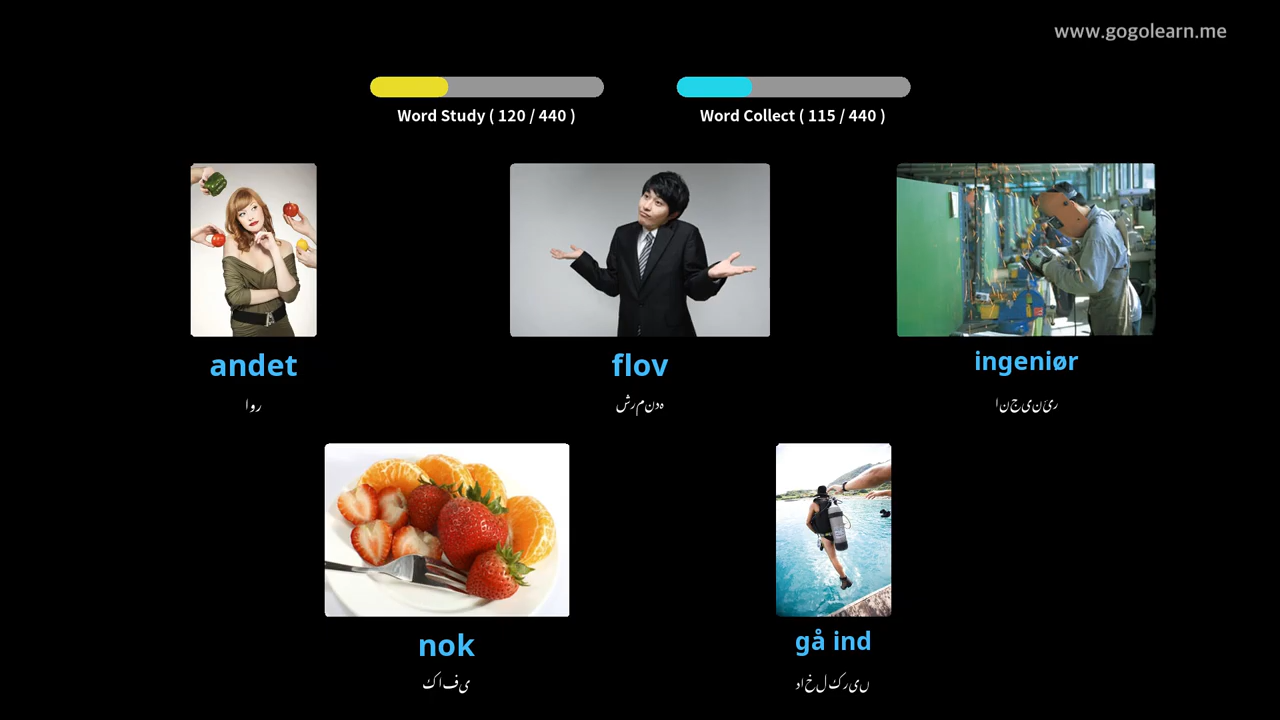 www.gogolearn.me
Word Study ( 120 / 440 )
Word Collect ( 115 / 440 )
andet
اور
flov
شرمندہ
ingeniør
انجینئر
nok
کافی
gå ind
داخل کریں